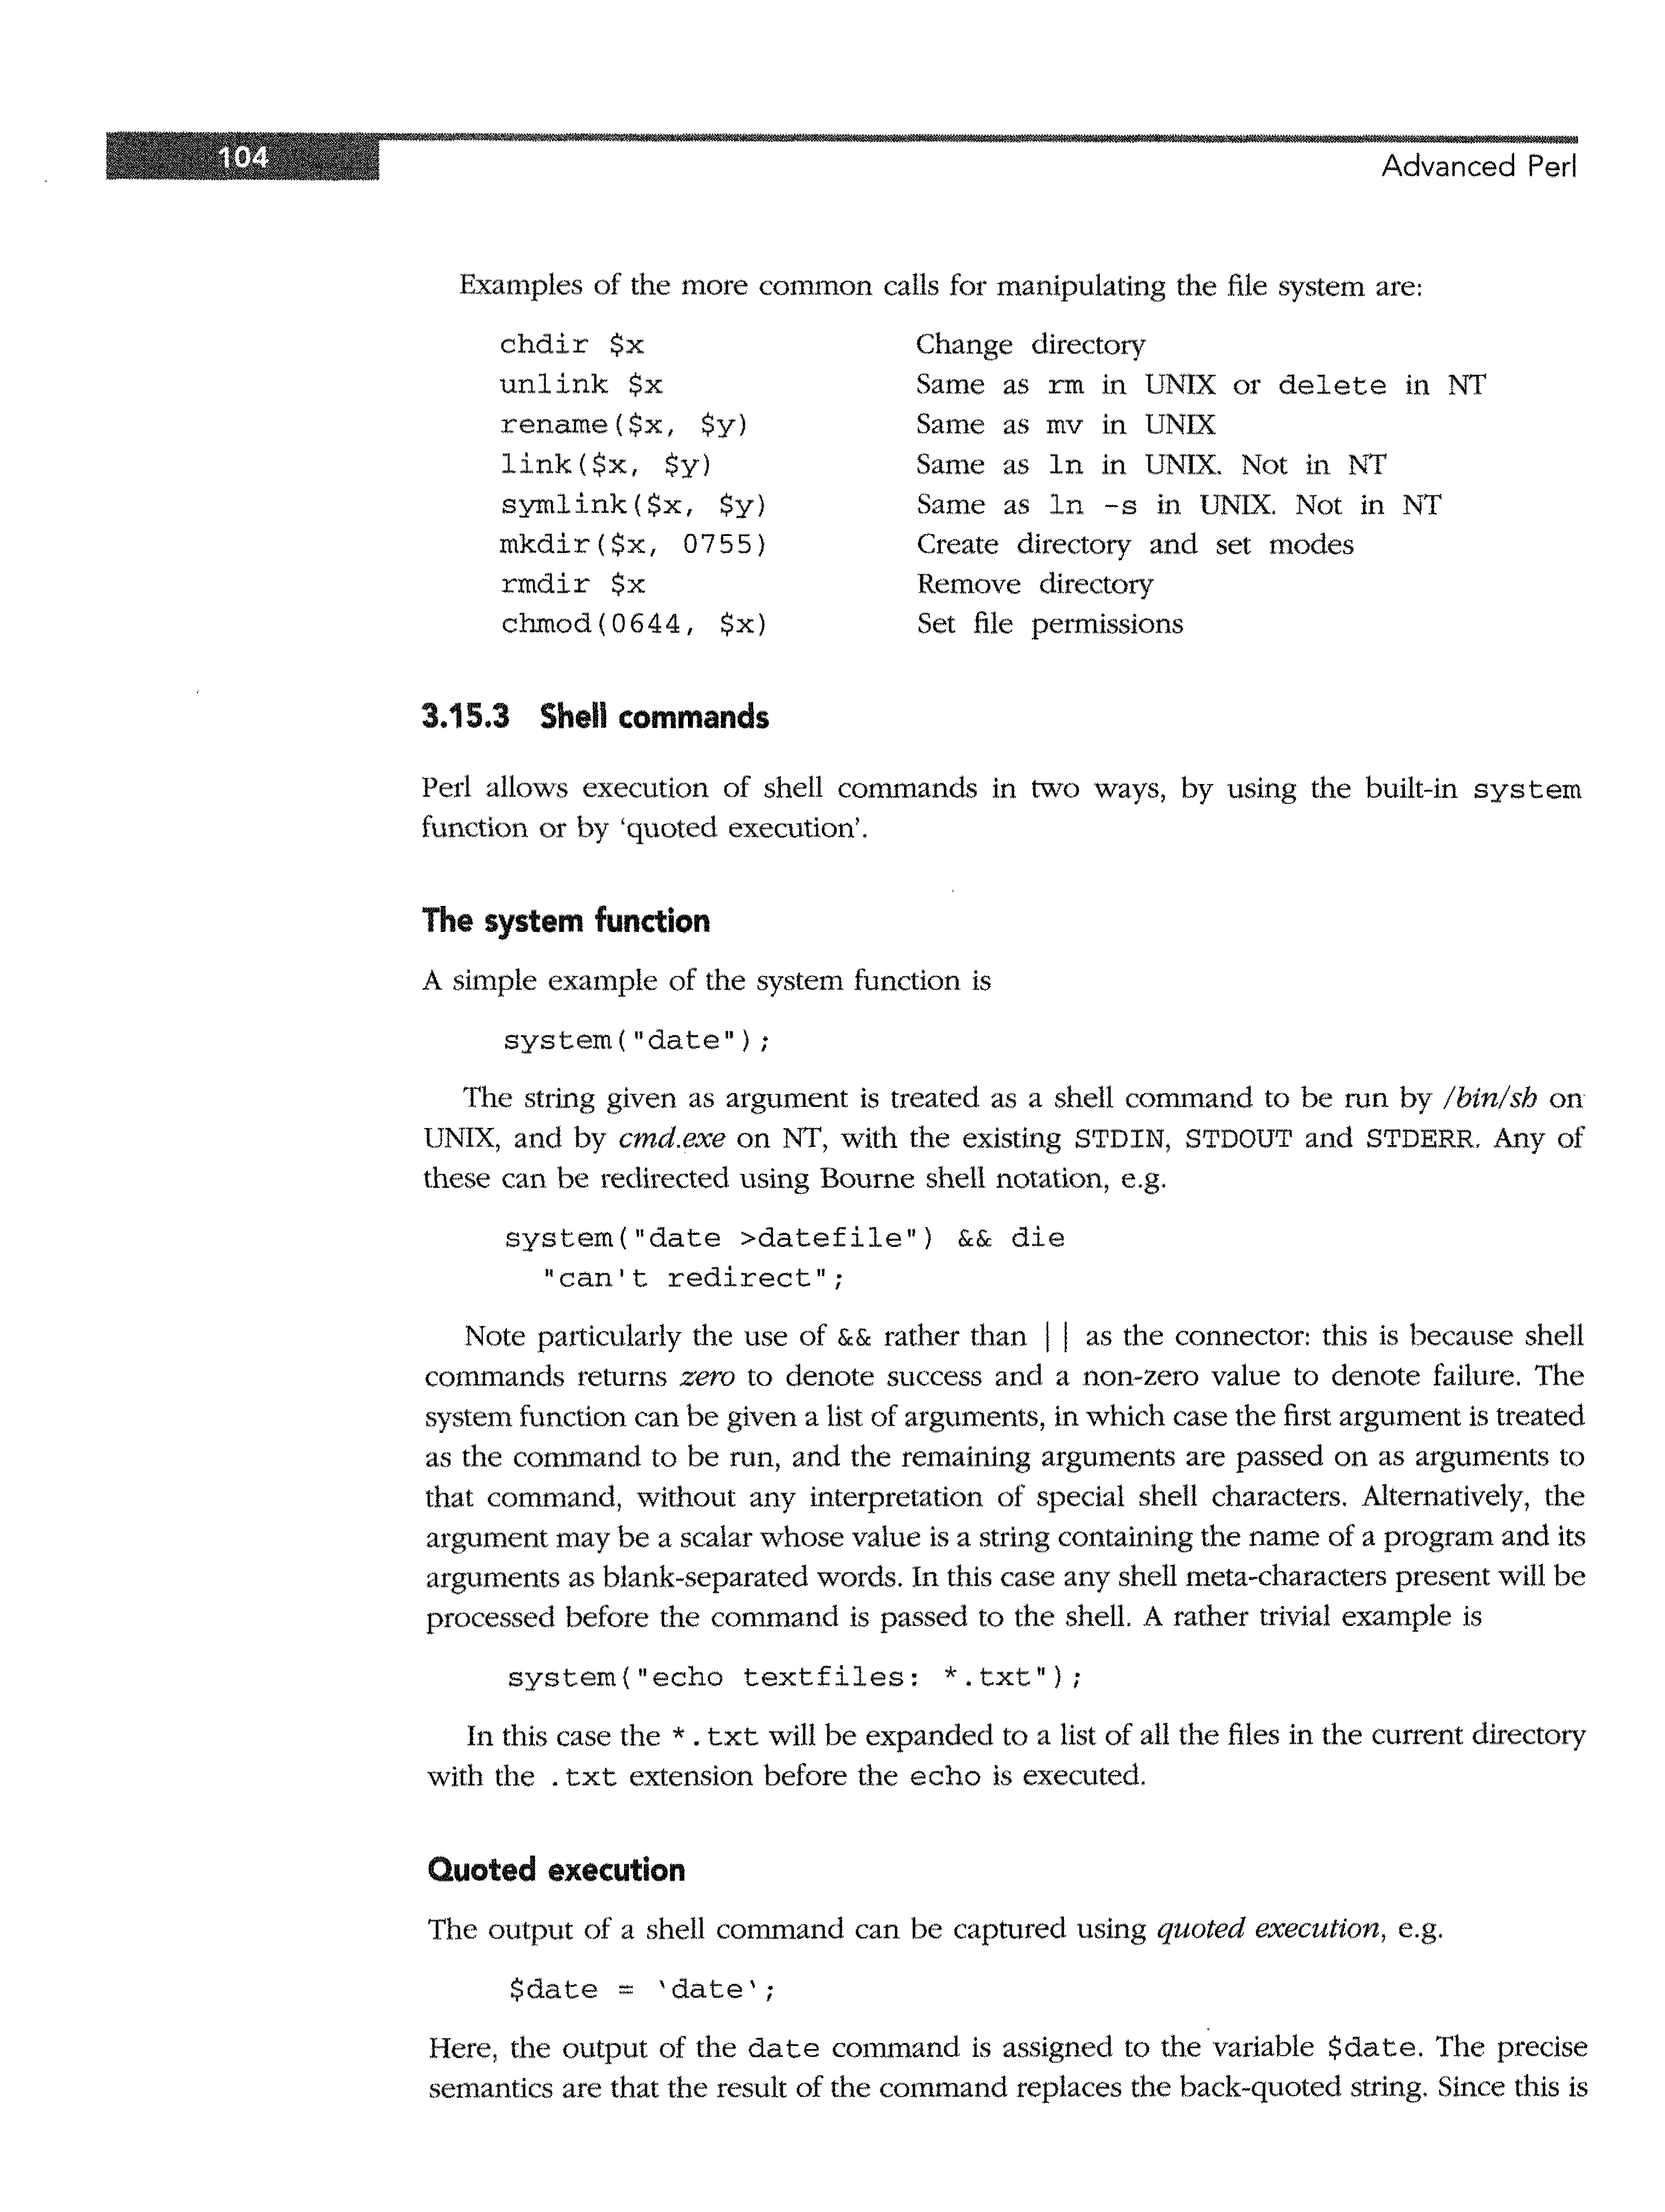 104
Advanced Perl
Examples of the more common calls for manipulating the file system are:
chdir $x Change directory
unlink $x Same as rm in UNIX or delete in NT
rename($x, $y) Same as mv in UNIX
link($x, $y) Same as ln in UNIX. Not in NT
symlink($x, $y) Same as ln -s in UNIX. Not in NT
mkdir($x, 0755) Create directory and set modes
rmdir $x Remove directory
chmod(0644, $x) Set file permissions
3.15.3 Shell commands
Perl allows execution of shell commands in two ways, by using the built-in system
function or by ‘quoted execution’.
The system function
A simple example of the system function is
system("date");
The string given as argument is treated as a shell command to be run by /bin/sh on
UNIX, and by cmd.exe on NT, with the existing STDIN, STDOUT and STDERR. Any of
these can be redirected using Bourne shell notation, e.g.
system("date >datefile") && die
"can't redirect";
Note particularly the use of && rather than || as the connector: this is because shell
commands returns zero to denote success and a non-zero value to denote failure. The
system function can be given a list of arguments, in which case the first argument is treated
as the command to be run, and the remaining arguments are passed on as arguments to
that command, without any interpretation of special shell characters. Alternatively, the
argument may be a scalar whose value is a string containing the name of a program and its
arguments as blank-separated words. In this case any shell meta-characters present will be
processed before the command is passed to the shell. A rather trivial example is
system("echo textfiles: *.txt");
In this case the *.txt will be expanded to a list of all the files in the current directory
with the .txt extension before the echo is executed.
Quoted execution
The output of a shell command can be captured using quoted execution, e.g.
$date = `date`;
Here, the output of the date command is assigned to the variable $date. The precise
semantics are that the result of the command replaces the back-quoted string. Since this is